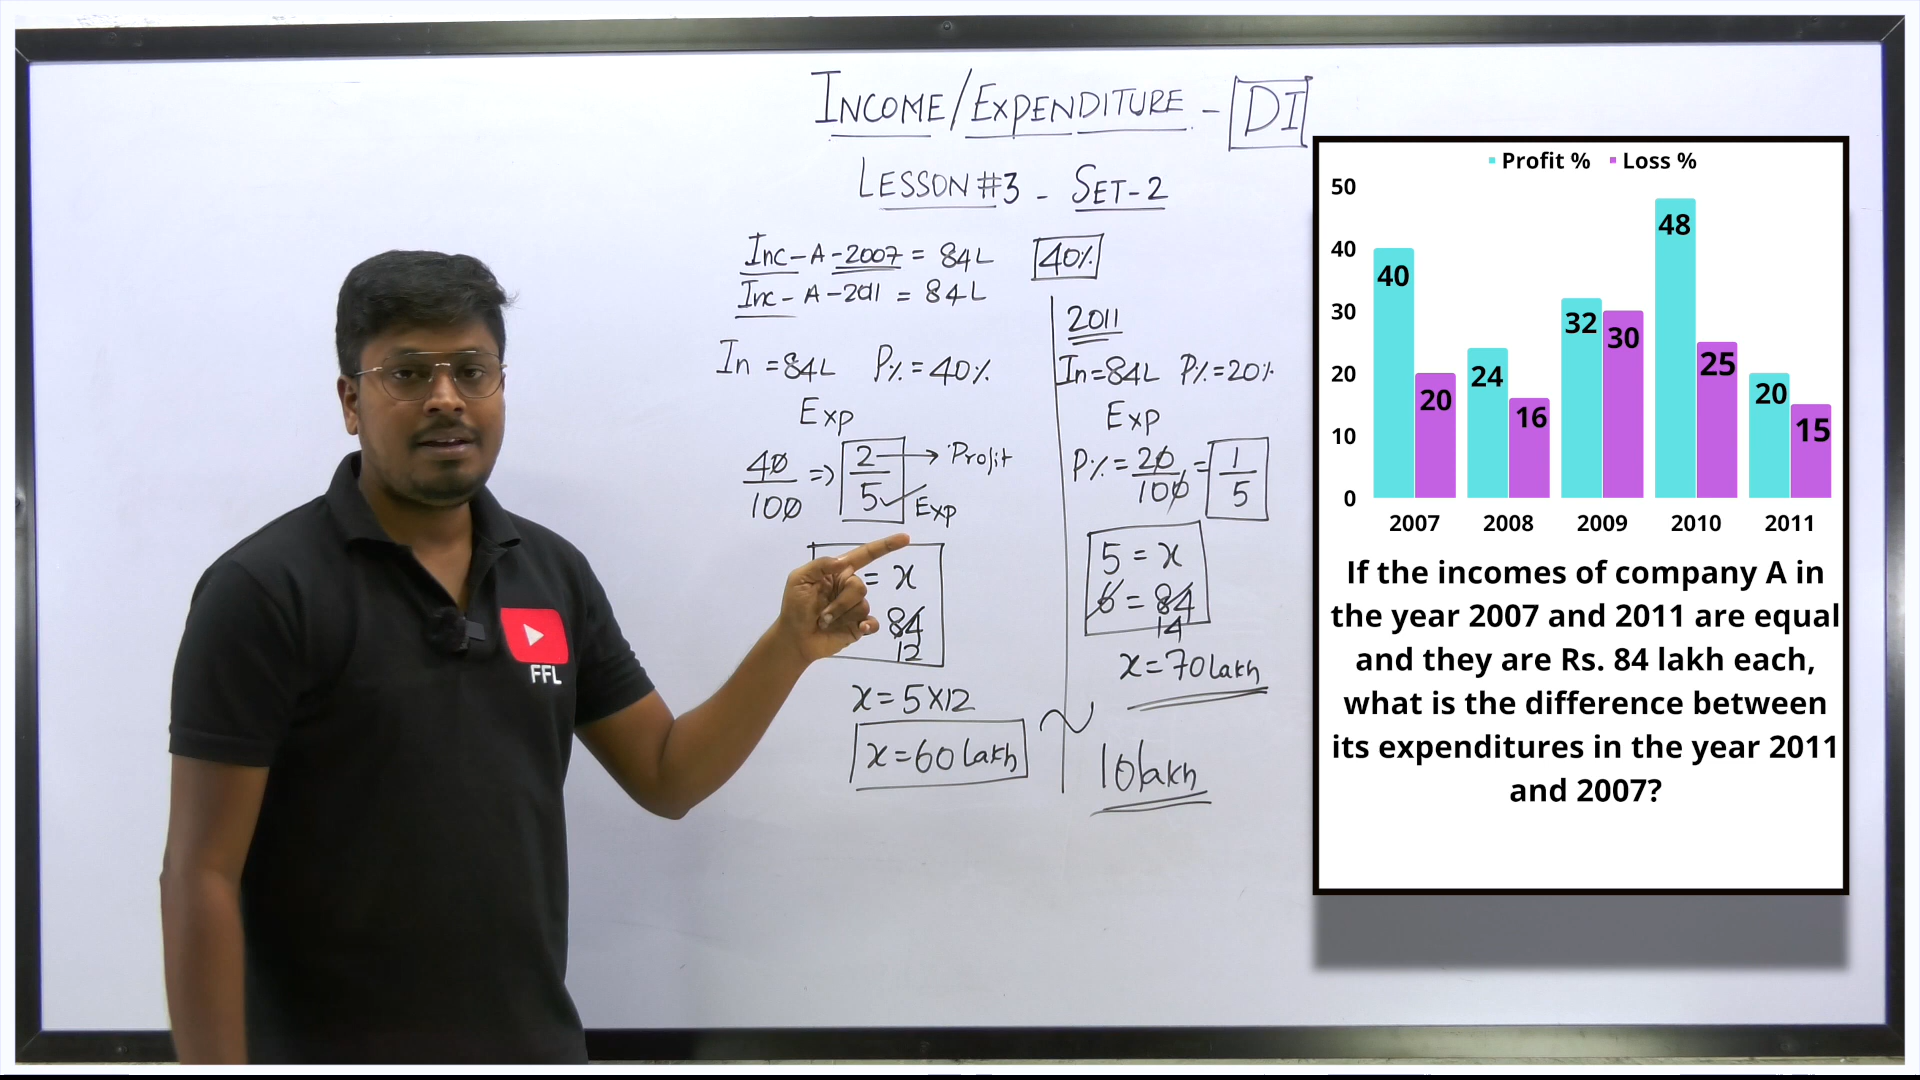 INCOME/EXPENDITURE - DI
LESSON #3 - SET-2
Inc-A-2007 = 84L 40%
Inc-A-2011 = 84L
In = 84L P% = 40%
Exp
40/100 => 2/5
Profit
Exp
= x
84
12
x = 5x12
x = 60 lakh
2011
In = 84L P% = 20%
Exp
P% = 20/100 = 1/5
5 = x
6 = 84
14
x = 70 lakh
~
10 lakh
FFL
Profit % Loss %
50
40
30
20
10
0
40
20
24
16
32
30
48
25
20
15
2007 2008 2009 2010 2011
If the incomes of company A in
the year 2007 and 2011 are equal
and they are Rs. 84 lakh each,
what is the difference between
its expenditures in the year 2011
and 2007?